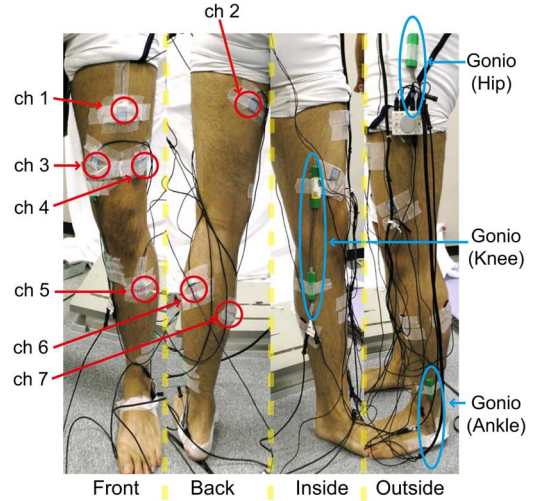 ch 2
ch 1
ch 3
ch 4
ch 5
ch 6
ch 7
Gonio
(Hip)
Gonio
(Knee)
Gonio
(Ankle)
Front
Back
Inside
Outside